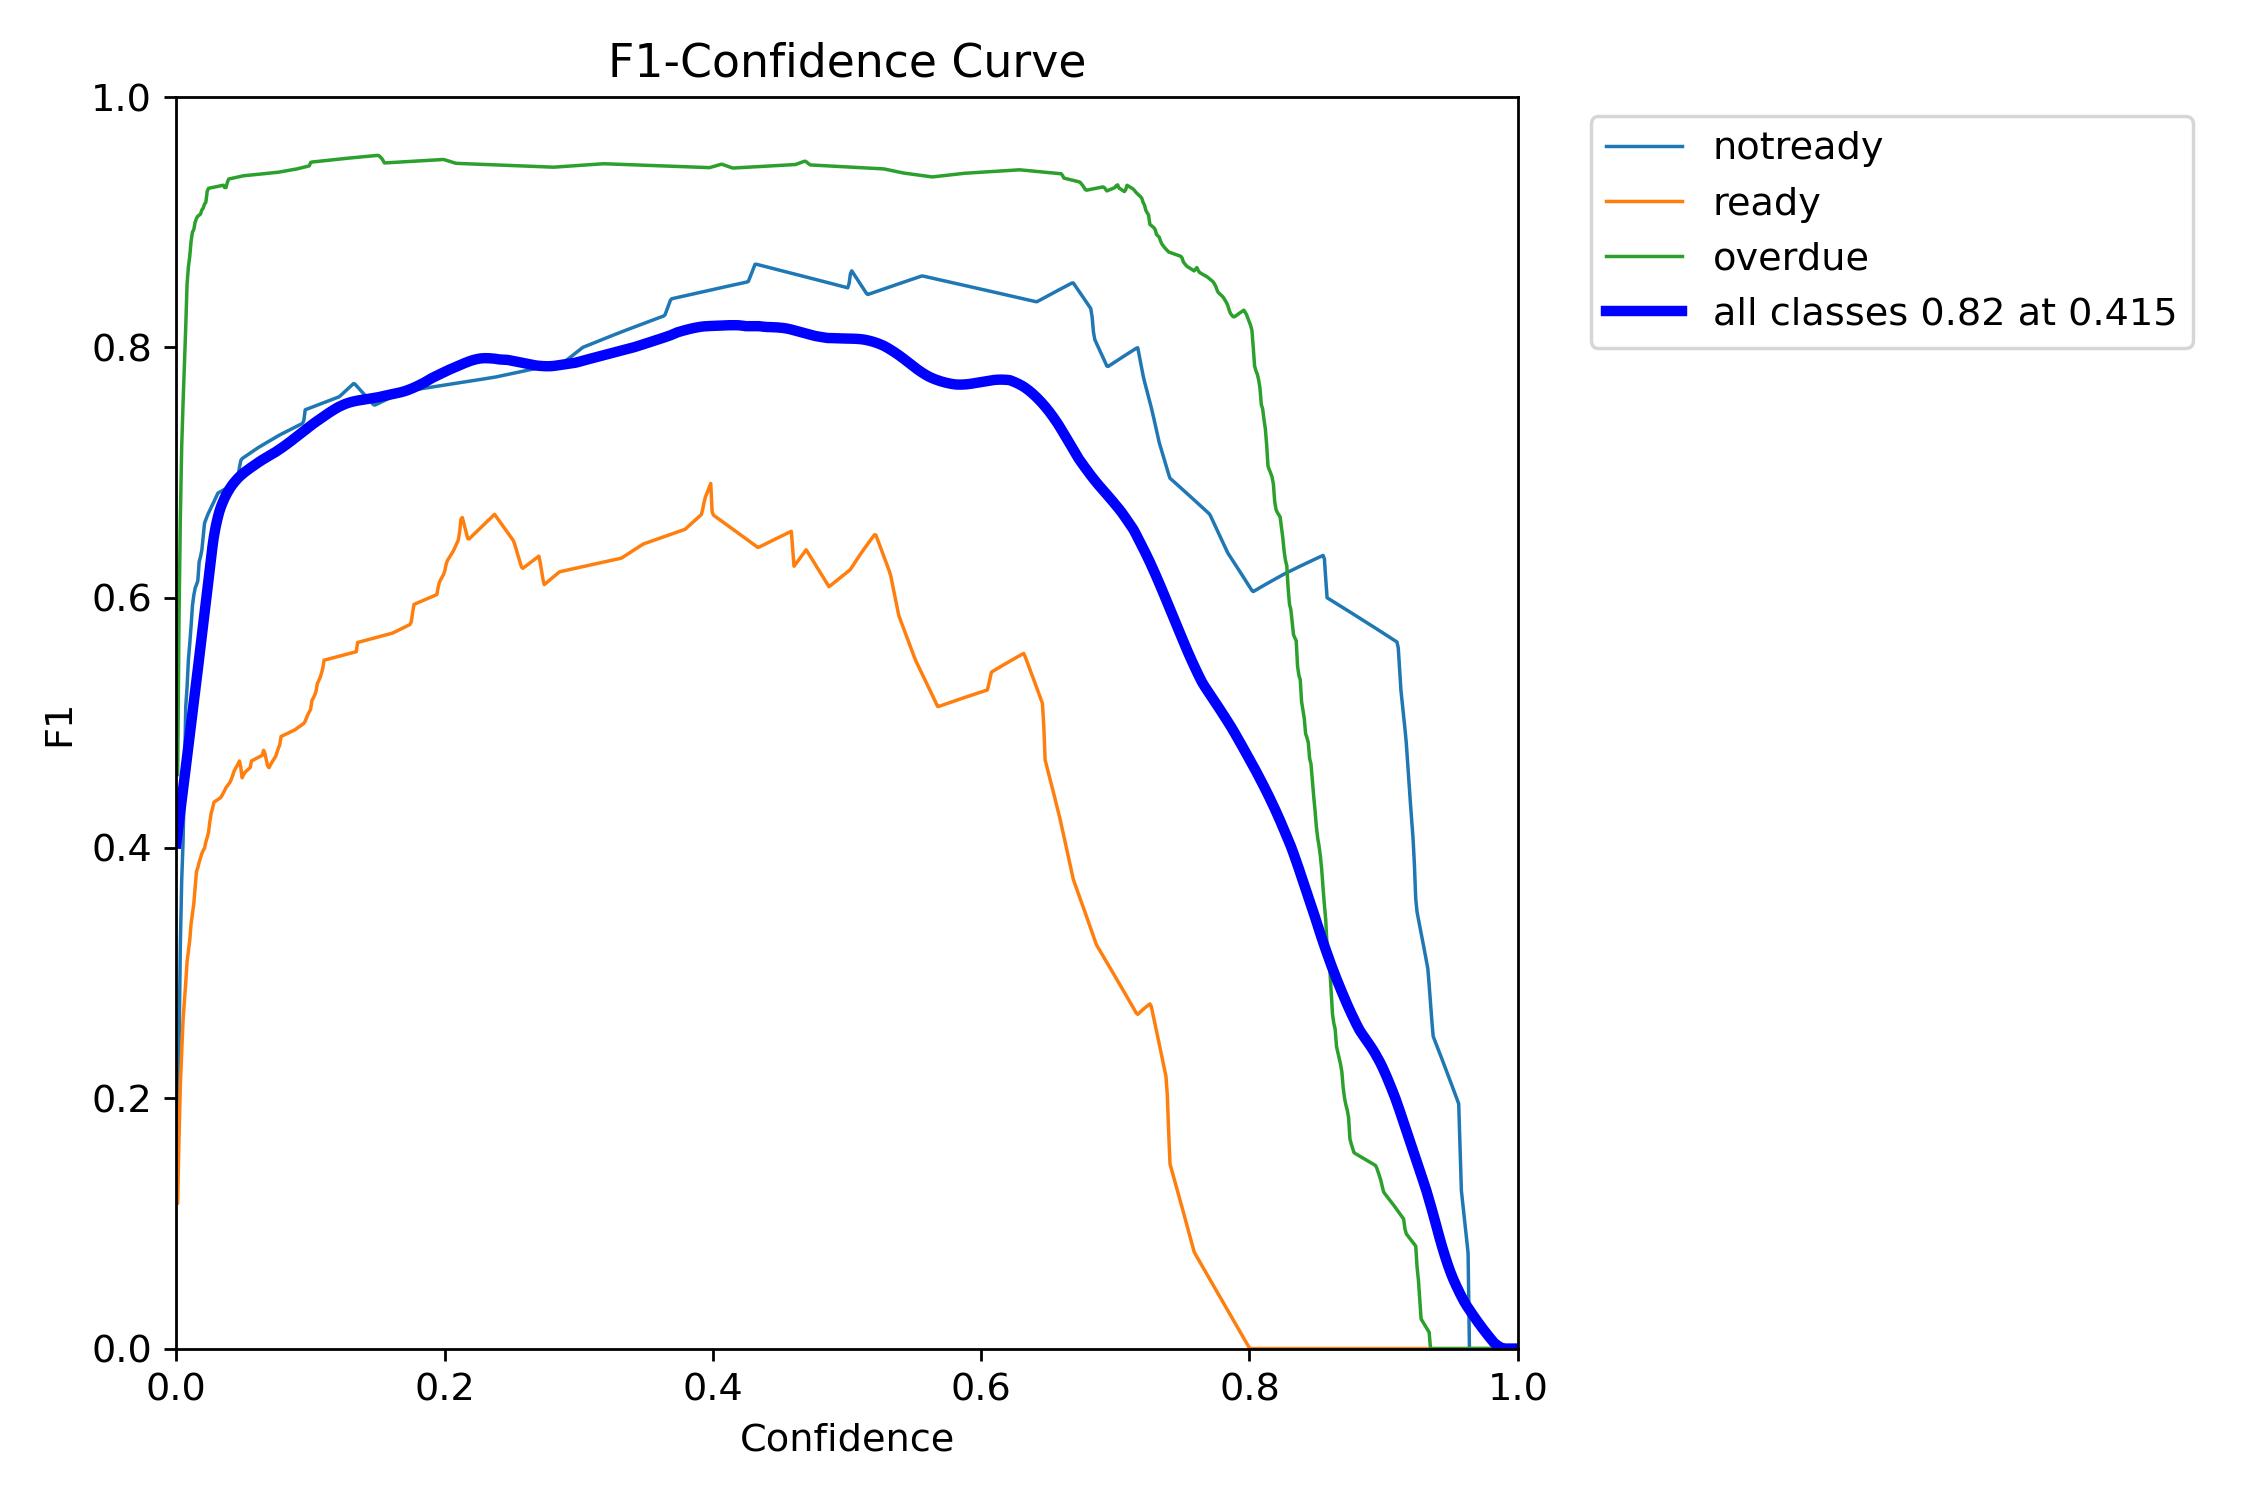 F1-Confidence Curve
1.0
0.8
0.6
0.4
0.2
0.0
F1
0.0 0.2 0.4 0.6 0.8 1.0
Confidence
notready
ready
overdue
all classes 0.82 at 0.415